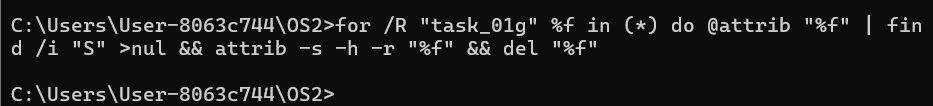 C:\Users\User-8063c744\OS2>for /R "task_01g" %f in (*) do @attrib "%f" | fin
d /i "S" >nul && attrib -s -h -r "%f" && del "%f"
C:\Users\User-8063c744\OS2>